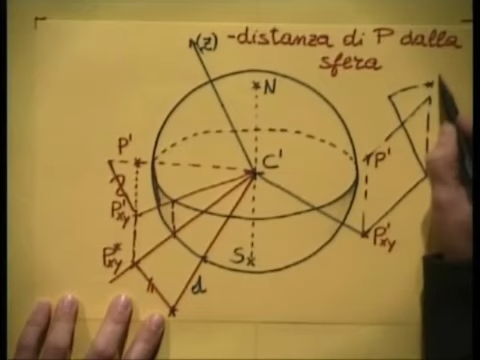 (z) -distanza di P dalla
sfera
N
P'
C'
P'
P'xy
P'xy
P*xy
S
d